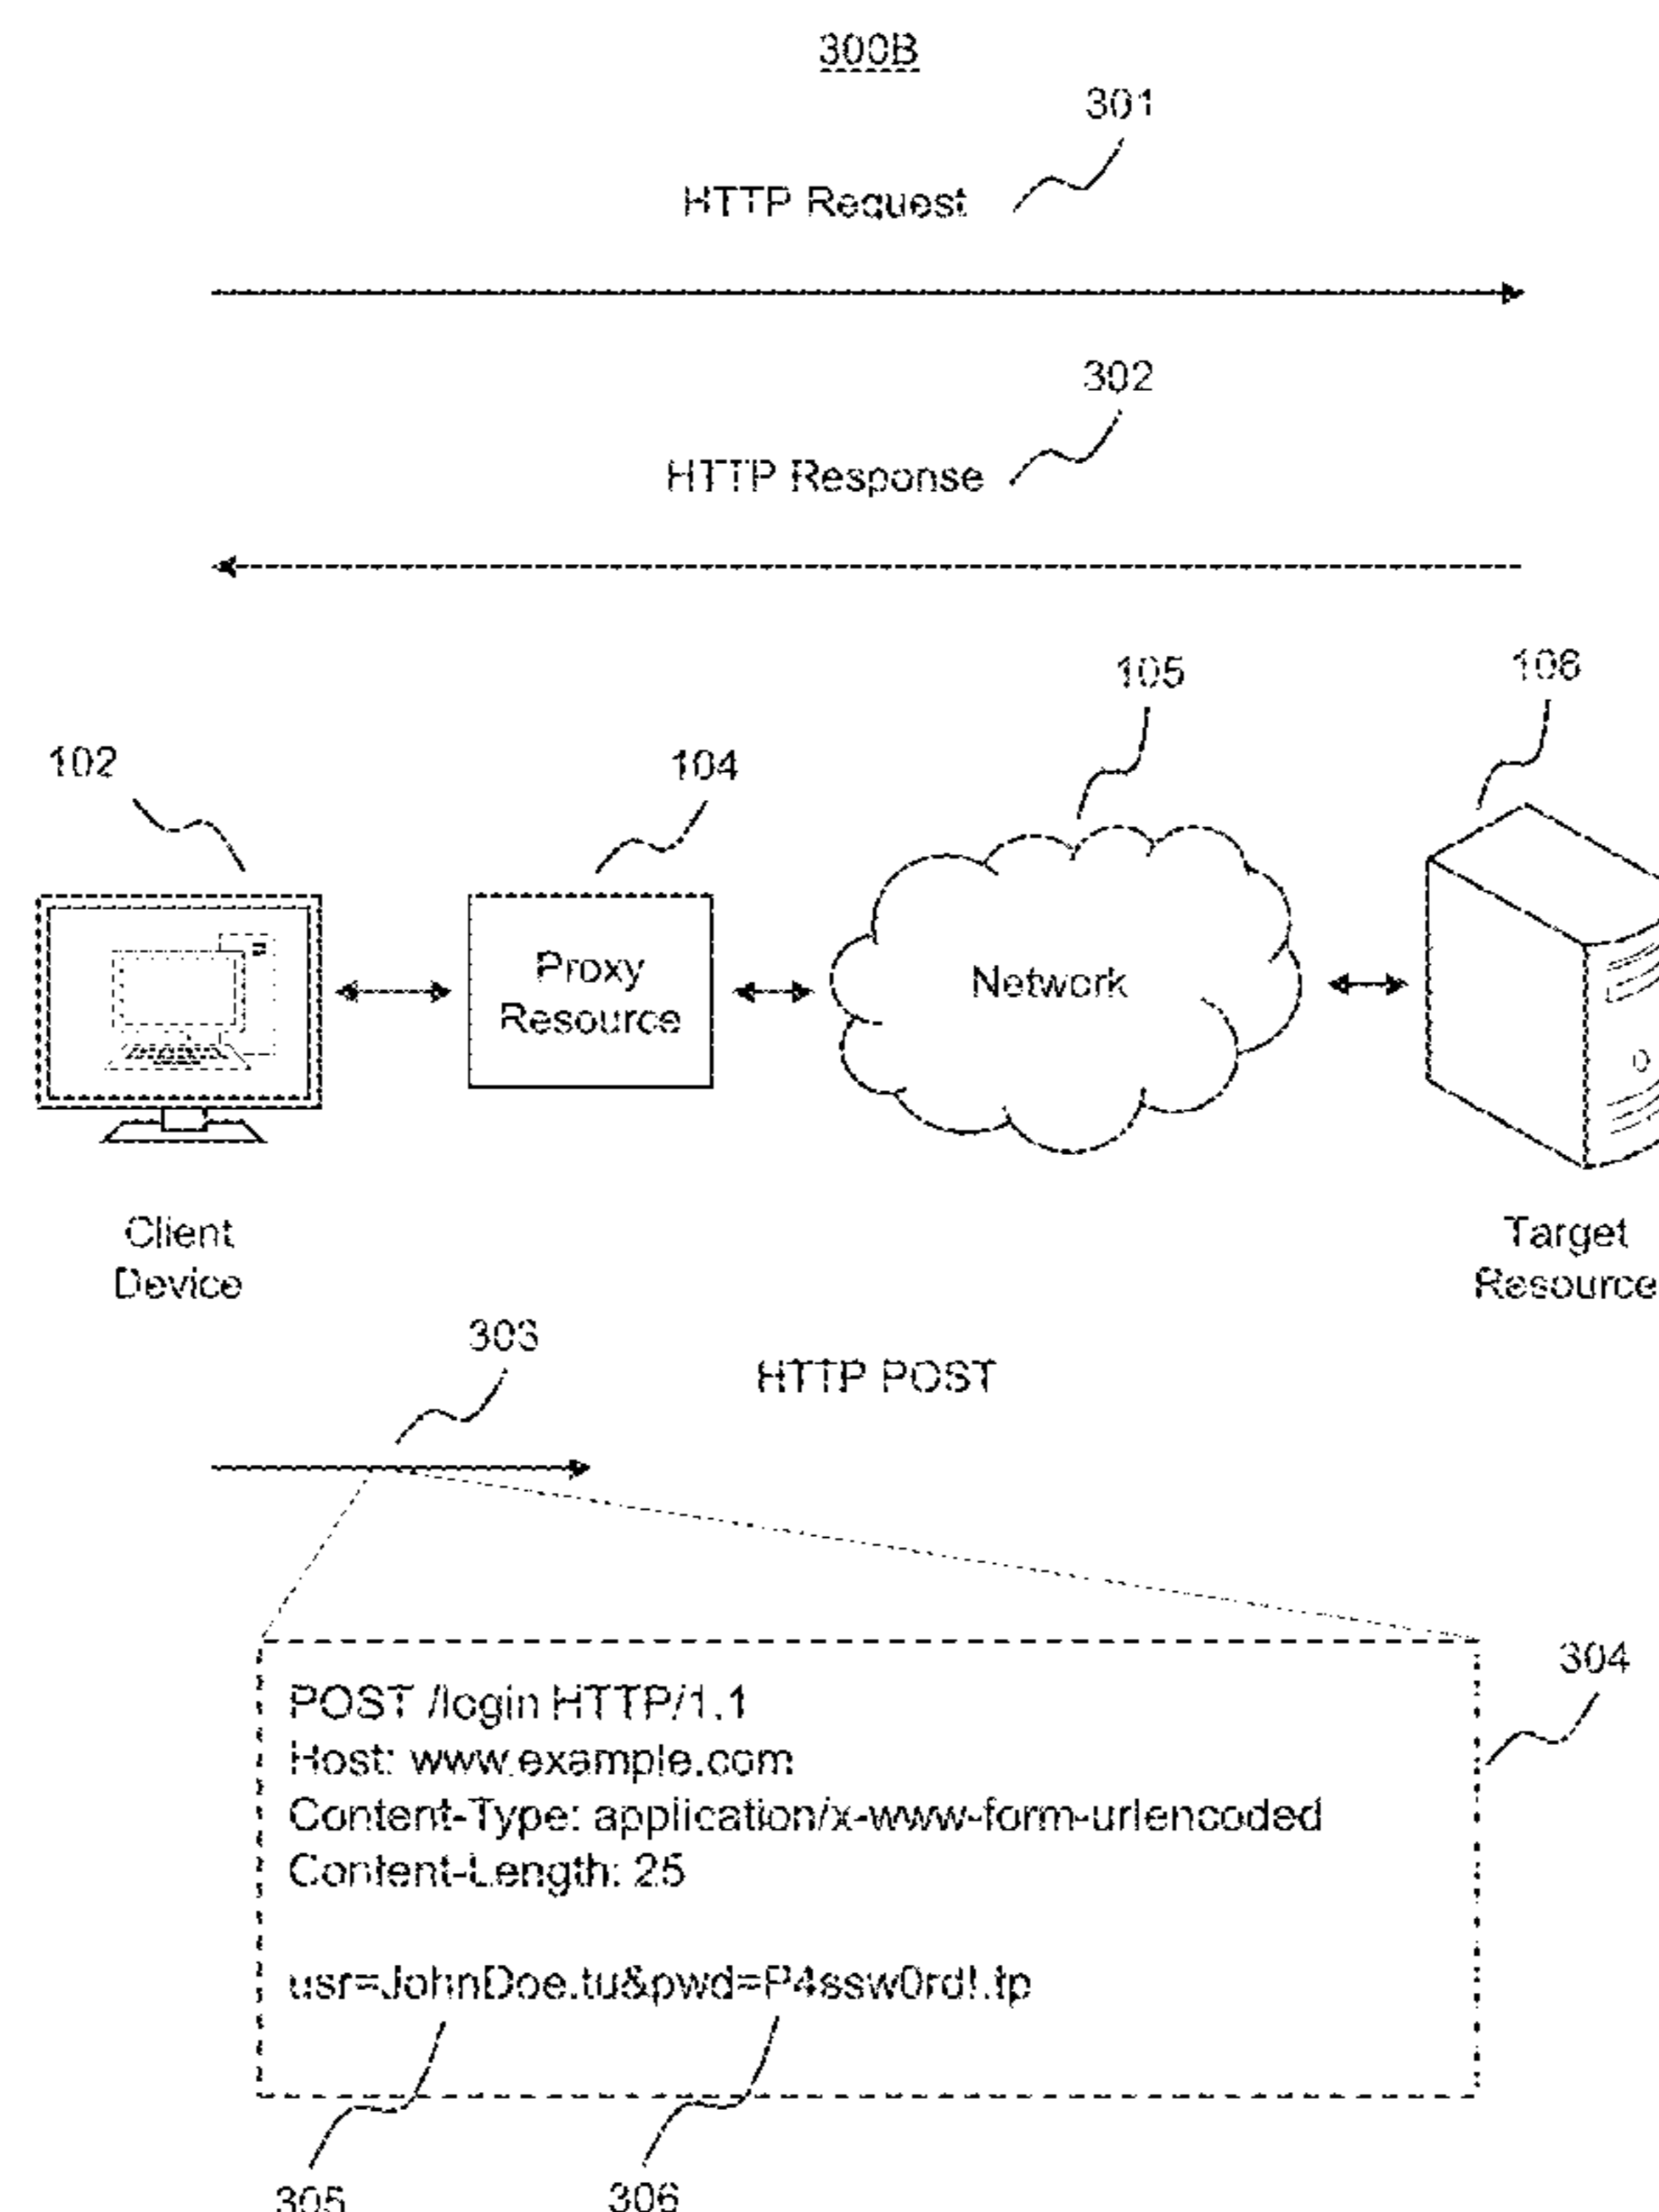 300B
301
HTTP Request
302
HTTP Response
105
106
102
104
Proxy
Resource
Network
Client
Device
Target
Resource
303
HTTP POST
304
POST /login HTTP/1.1
Host: www.example.com
Content-Type: application/x-www-form-urlencoded
Content-Length: 25
usr=JohnDoe.tu&pwd=P4ssw0rd!.tp
305
306